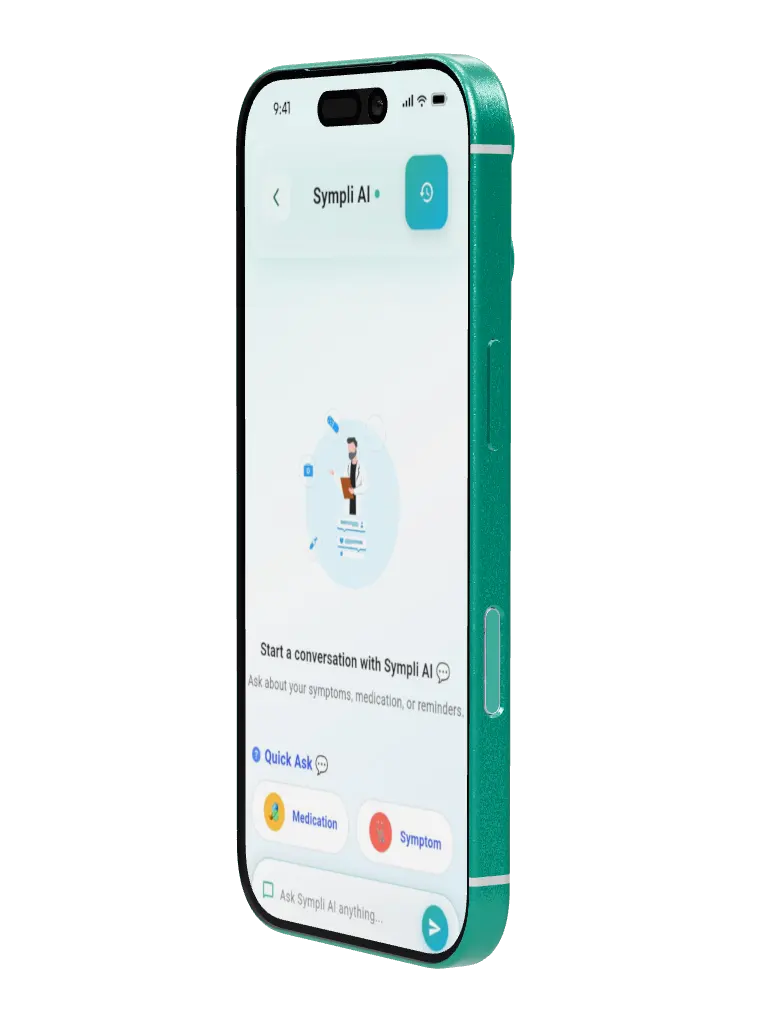 9:41
Sympli AI
Start a conversation with Sympli AI 💬
Ask about your symptoms, medication, or reminders.
? Quick Ask 💬
Medication
Symptom
Ask Sympli AI anything...